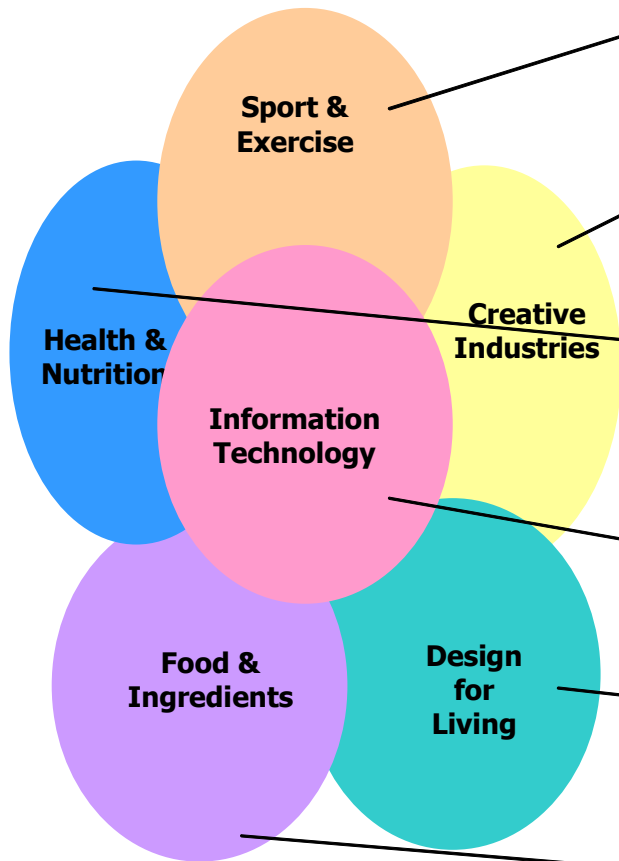 Sport &
Exercise
Health &
Nutrition
Creative
Industries
Information
Technology
Food &
Ingredients
Design
for
Living